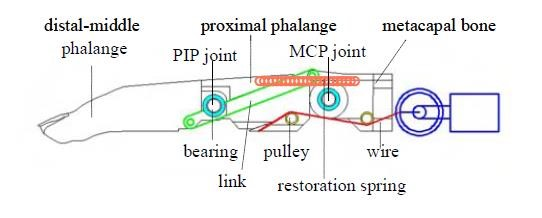 distal-middle
phalange
proximal phalange
metacapal bone
PIP joint
MCP joint
bearing
pulley
wire
link
restoration spring